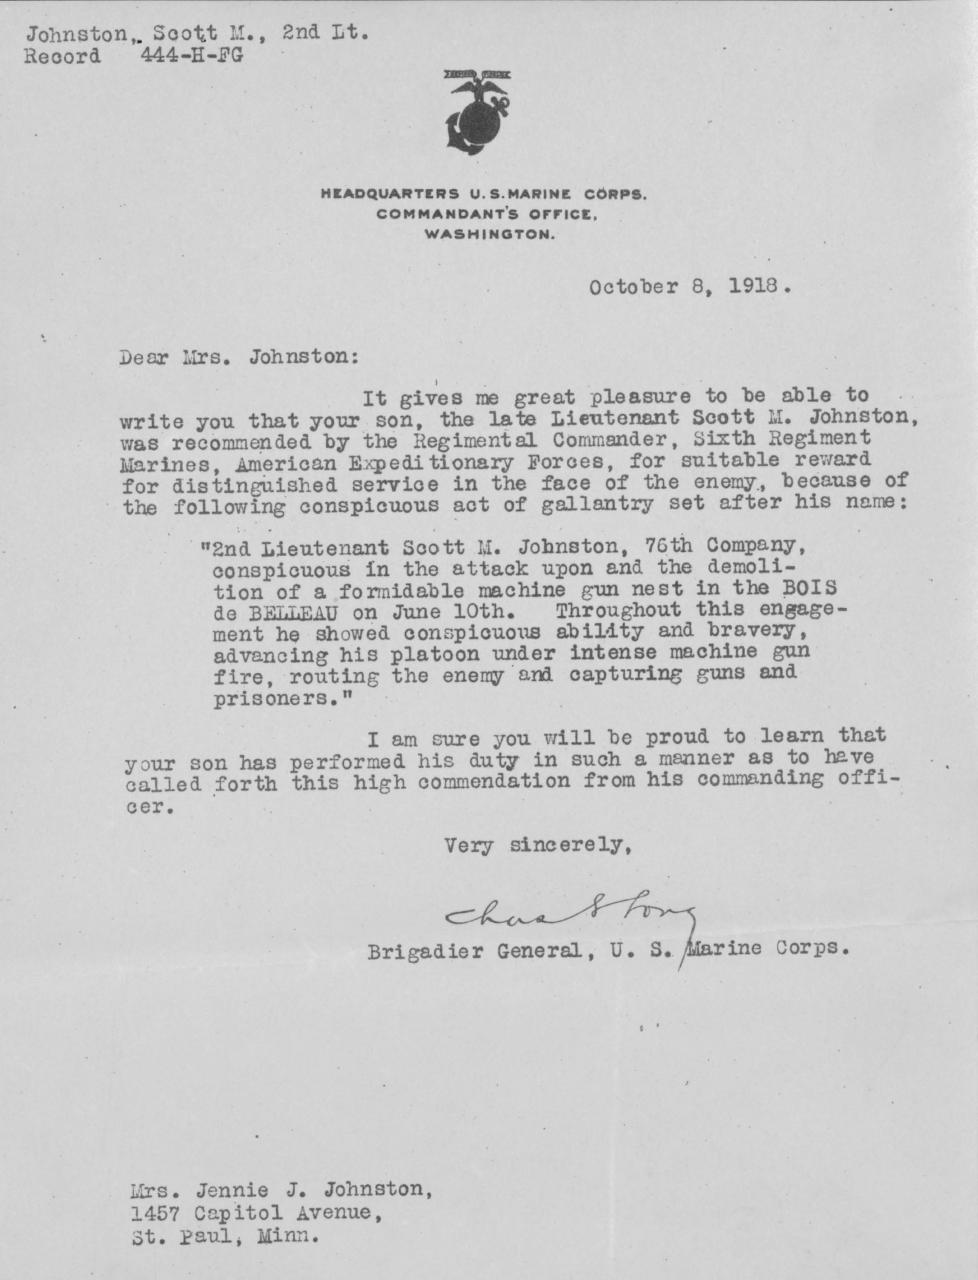 Johnston, Scott M., 2nd Lt.
Record 444-H-FG
HEADQUARTERS U.S. MARINE CORPS.
COMMANDANT'S OFFICE,
WASHINGTON.
October 8, 1918.
Dear Mrs. Johnston:
It gives me great pleasure to be able to
write you that your son, the late Lieutenant Scott M. Johnston,
was recommended by the Regimental Commander, Sixth Regiment
Marines, American Expeditionary Forces, for suitable reward
for distinguished service in the face of the enemy, because of
the following conspicuous act of gallantry set after his name:
"2nd Lieutenant Scott M. Johnston, 76th Company,
conspicuous in the attack upon and the demoli-
tion of a formidable machine gun nest in the BOIS
de BELLEAU on June 10th. Throughout this engage-
ment he showed conspicuous ability and bravery,
advancing his platoon under intense machine gun
fire, routing the enemy and capturing guns and
prisoners."
I am sure you will be proud to learn that
your son has performed his duty in such a manner as to have
called forth this high commendation from his commanding offi-
cer.
Very sincerely,
Chas G Long
Brigadier General, U. S. Marine Corps.
Mrs. Jennie J. Johnston,
1457 Capitol Avenue,
St. Paul, Minn.